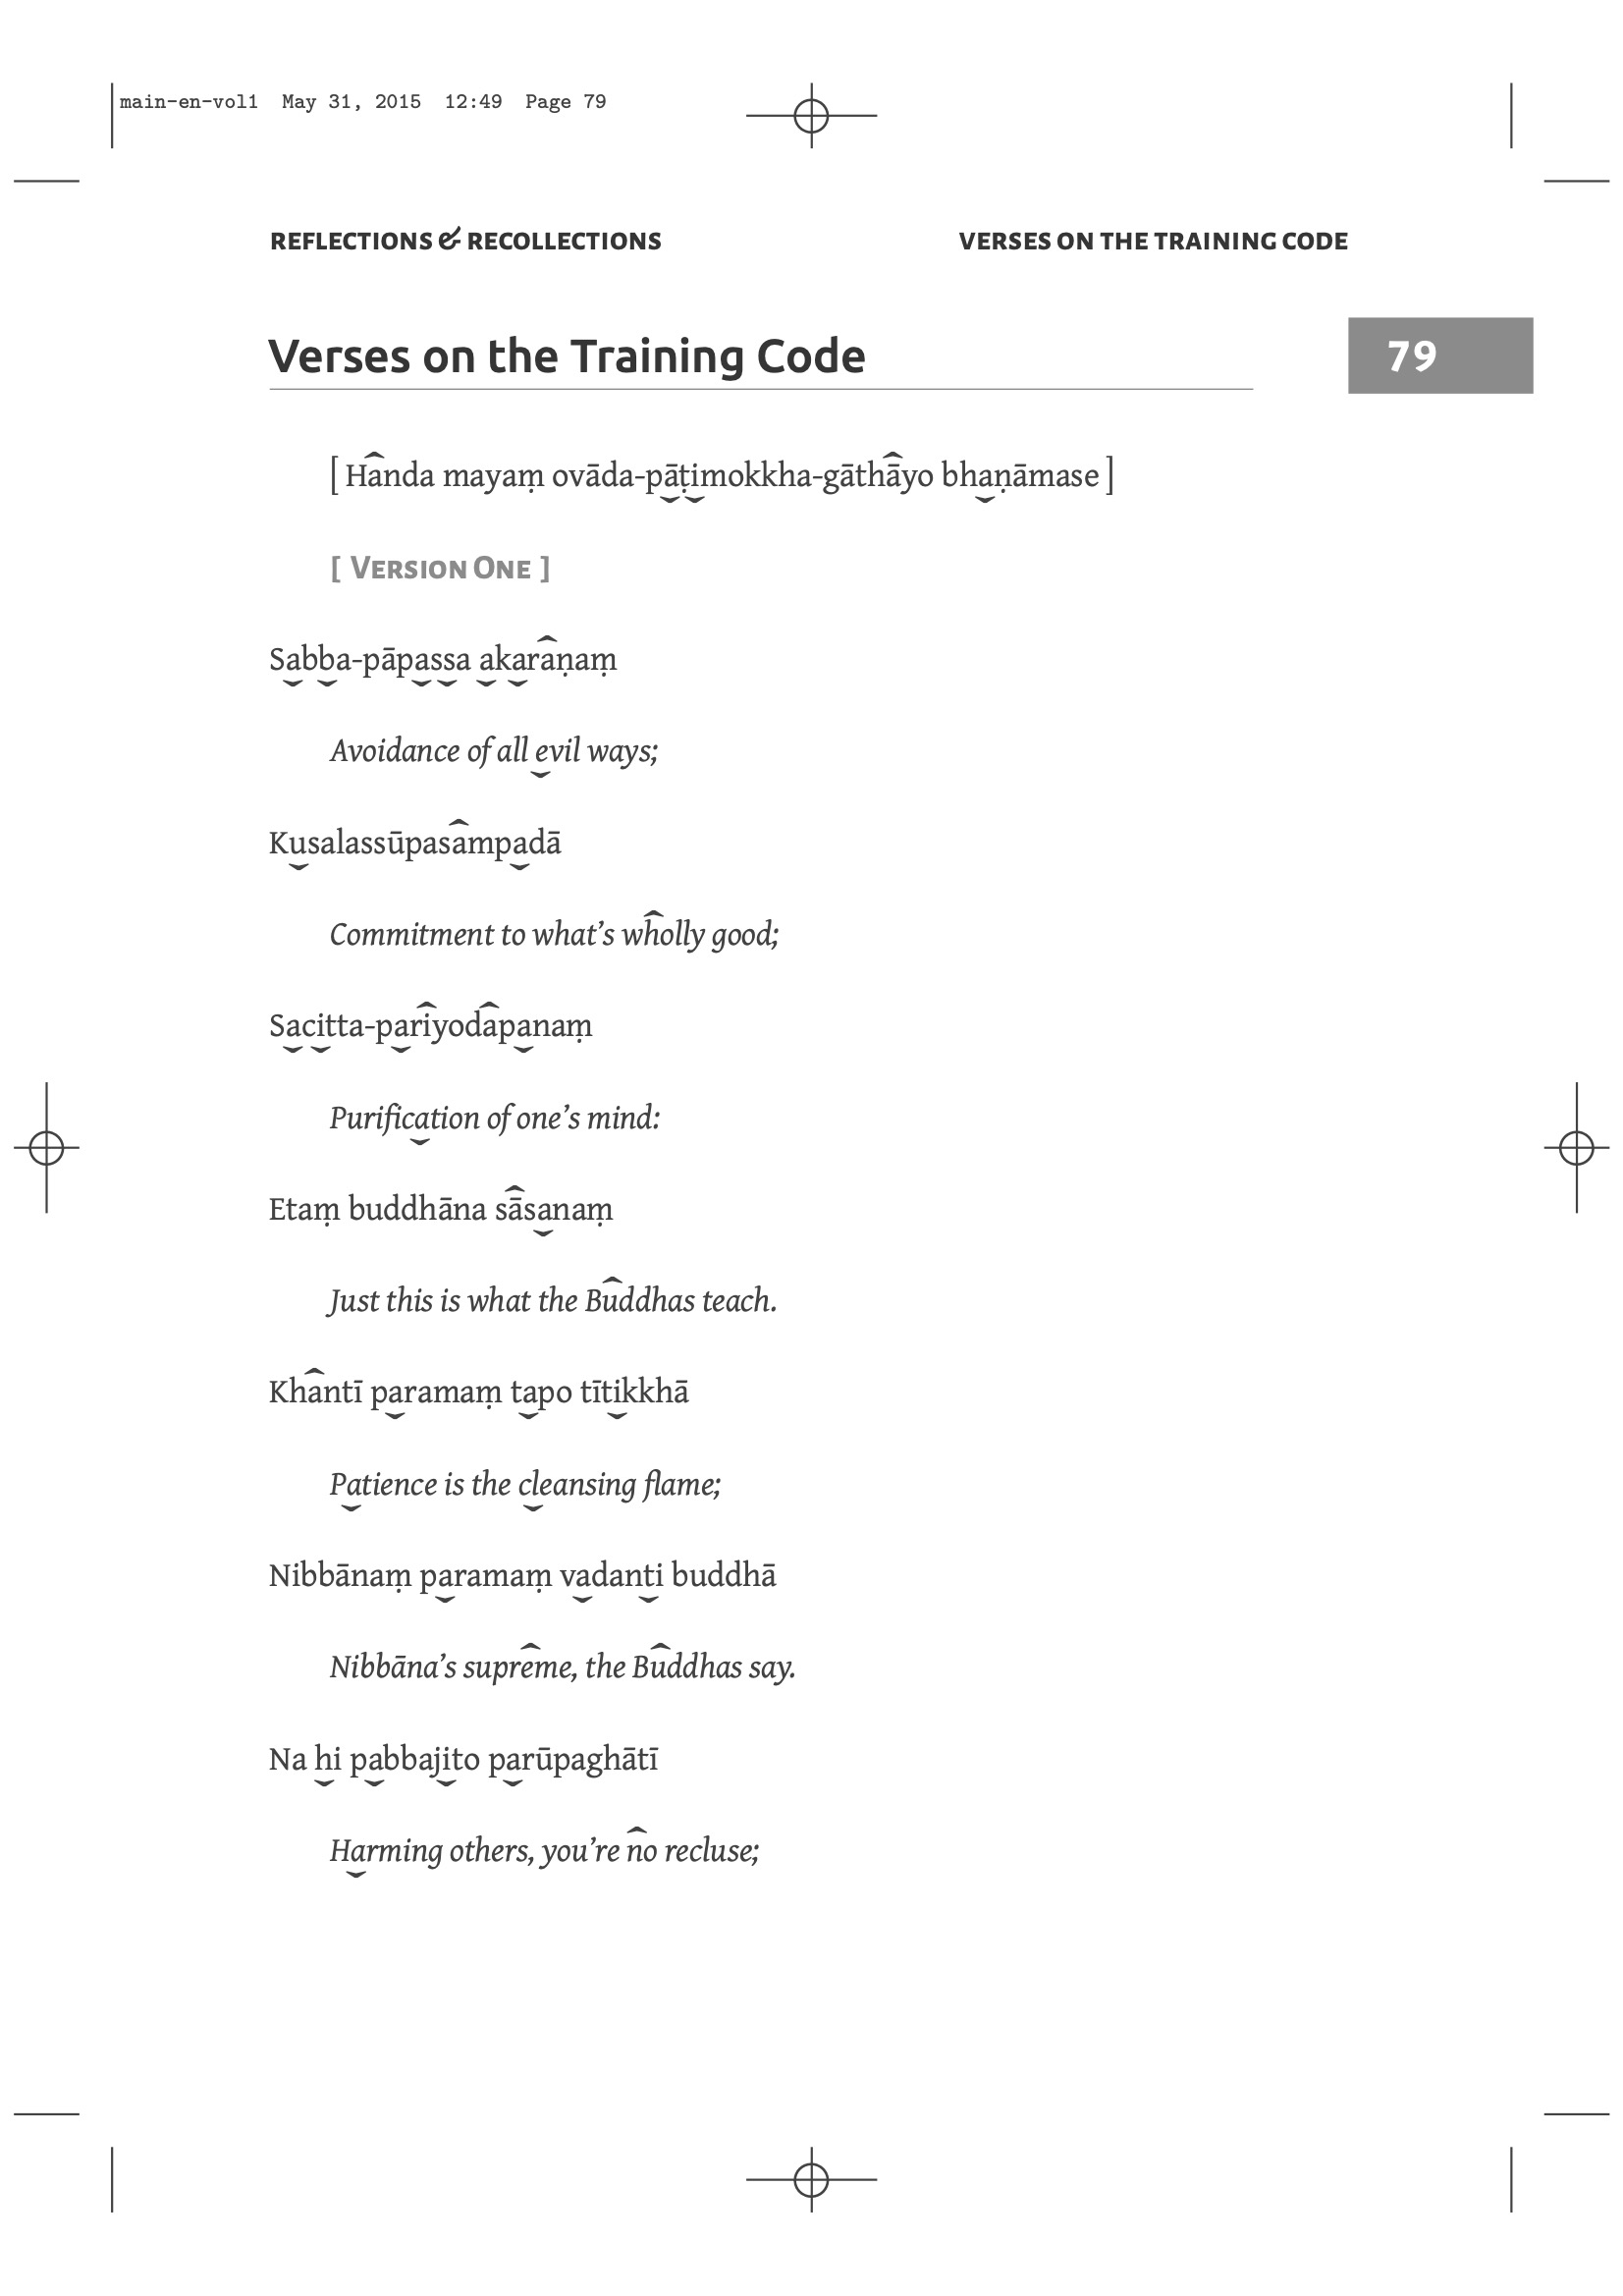 main-en-vol1 May 31, 2015 12:49 Page 79
REFLECTIONS & RECOLLECTIONS VERSES ON THE TRAINING CODE
Verses on the Training Code 79
[ Handa mayaṃ ovāda-pāṭimokkha-gāthāyo bhaṇāmase ]
[ VERSION ONE ]
Sabba-pāpassa akaraṇaṃ
Avoidance of all evil ways;
Kusalassūpasampadā
Commitment to what’s wholly good;
Sacitta-pariyodapanaṃ
Purification of one’s mind:
Etaṃ buddhāna sāsanaṃ
Just this is what the Buddhas teach.
Khantī paramaṃ tapo tītikkhā
Patience is the cleansing flame;
Nibbānaṃ paramaṃ vadanti buddhā
Nibbāna’s supreme, the Buddhas say.
Na hi pabbajito parūpaghātī
Harming others, you’re no recluse;